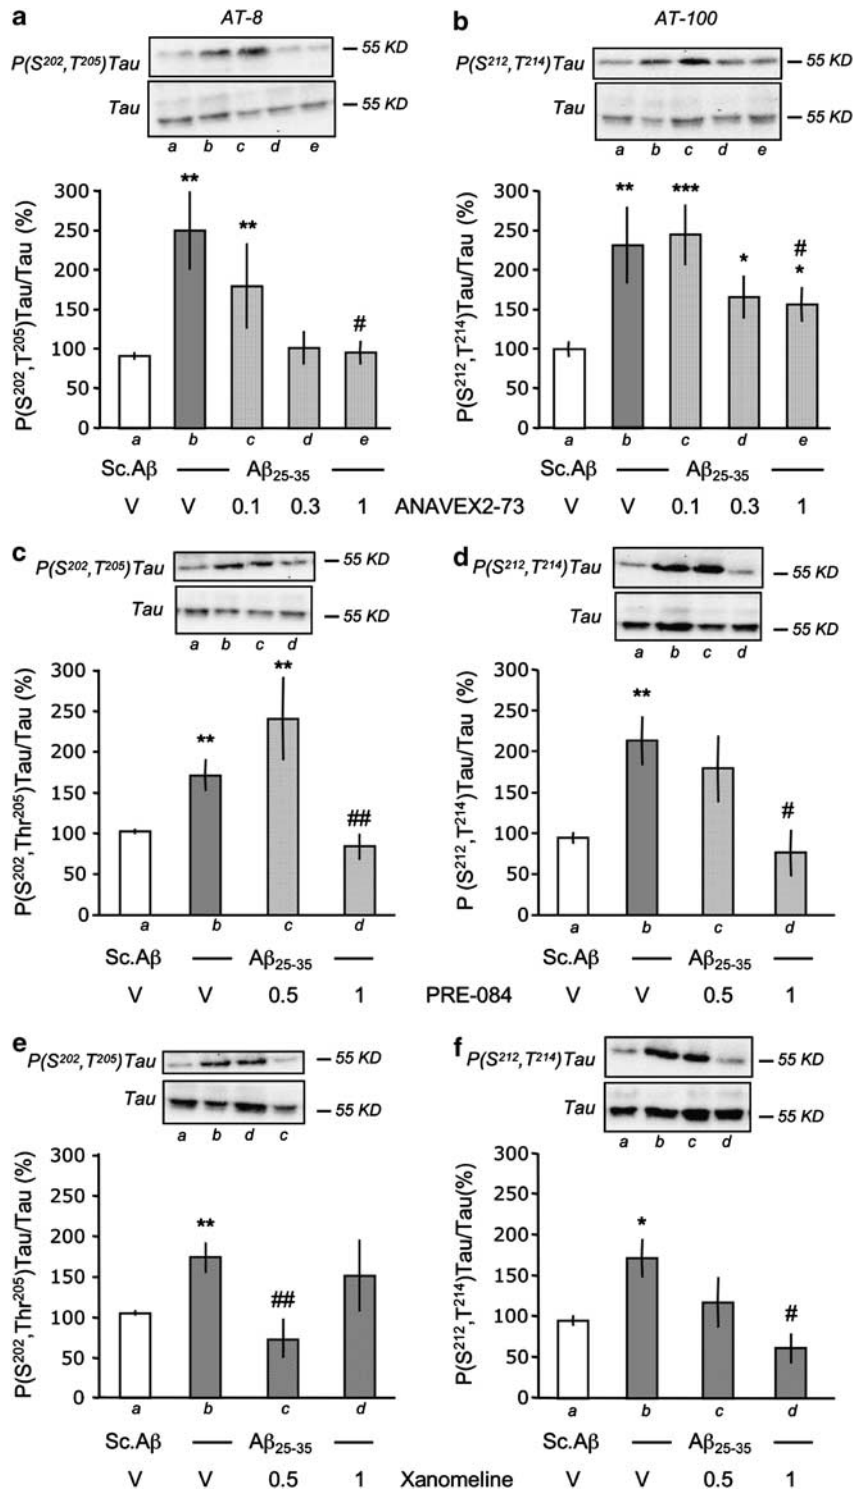 a AT-8
P(S²⁰²,T²⁰⁵)Tau
55 KD
Tau
55 KD
a b c d e
P(S²⁰²,T²⁰⁵)Tau/Tau (%)
300
250
200
150
100
50
0
**
**
#
a b c d e
Sc.Aβ Aβ₂₅₋₃₅
V V 0.1 0.3 1 ANAVEX2-73
b AT-100
P(S²¹²,T²¹⁴)Tau
55 KD
Tau
55 KD
a b c d e
P(S²¹²,T²¹⁴)Tau/Tau (%)
300
250
200
150
100
50
0
**
***
*
#
*
a b c d e
Sc.Aβ Aβ₂₅₋₃₅
V V 0.1 0.3 1
c
P(S²⁰²,T²⁰⁵)Tau
55 KD
Tau
55 KD
a b c d
P(S²⁰²,Thr²⁰⁵)Tau/Tau (%)
300
250
200
150
100
50
0
**
**
##
a b c d
Sc.Aβ Aβ₂₅₋₃₅
V V 0.5 1 PRE-084
d
P(S²¹²,T²¹⁴)Tau
55 KD
Tau
55 KD
a b c d
P (S²¹²,T²¹⁴)Tau/Tau (%)
300
250
200
150
100
50
0
**
#
a b c d
Sc.Aβ Aβ₂₅₋₃₅
V V 0.5 1
e
P(S²⁰²,T²⁰⁵)Tau
55 KD
Tau
55 KD
a b d c
P(S²⁰²,Thr²⁰⁵)Tau/Tau (%)
300
250
200
150
100
50
0
**
##
a b c d
Sc.Aβ Aβ₂₅₋₃₅
V V 0.5 1 Xanomeline
f
P(S²¹²,T²¹⁴)Tau
55 KD
Tau
55 KD
a b c d
P(S²¹²,T²¹⁴)Tau/Tau(%)
300
250
200
150
100
50
0
*
#
a b c d
Sc.Aβ Aβ₂₅₋₃₅
V V 0.5 1